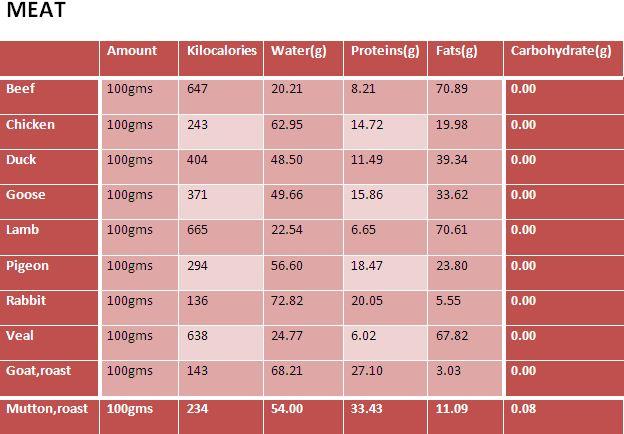 MEAT
Amount Kilocalories Water(g) Proteins(g) Fats(g) Carbohydrate(g)
Beef 100gms 647 20.21 8.21 70.89 0.00
Chicken 100gms 243 62.95 14.72 19.98 0.00
Duck 100gms 404 48.50 11.49 39.34 0.00
Goose 100gms 371 49.66 15.86 33.62 0.00
Lamb 100gms 665 22.54 6.65 70.61 0.00
Pigeon 100gms 294 56.60 18.47 23.80 0.00
Rabbit 100gms 136 72.82 20.05 5.55 0.00
Veal 100gms 638 24.77 6.02 67.82 0.00
Goat,roast 100gms 143 68.21 27.10 3.03 0.00
Mutton,roast 100gms 234 54.00 33.43 11.09 0.08